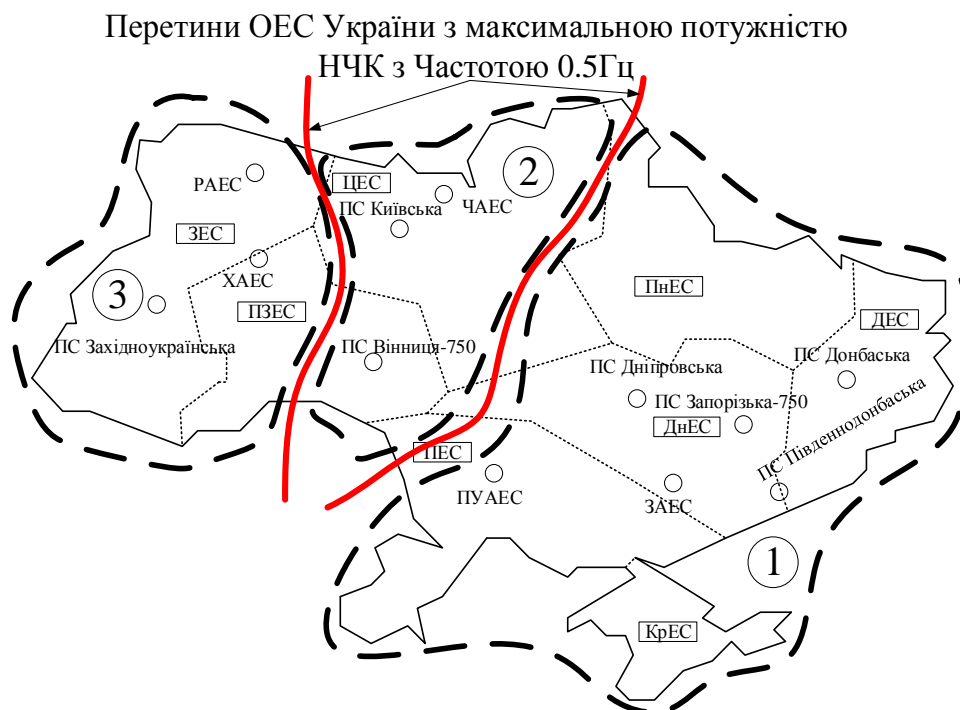 Перетини ОЕС України з максимальною потужністю
НЧК з Частотою 0.5Гц
2
РАЕС
ЦЕС
ЧАЕС
ПС Київська
ЗЕС
ХАЕС
3
ПЗЕС
ПнЕС
ДЕС
ПС Західноукраїнська
ПС Вінниця-750
ПС Дніпровська
ПС Донбаська
ПС Запорізька-750
ДнЕС
ПС Південнодонбаська
ПЕС
ПУАЕС
ЗАЕС
1
КрЕС